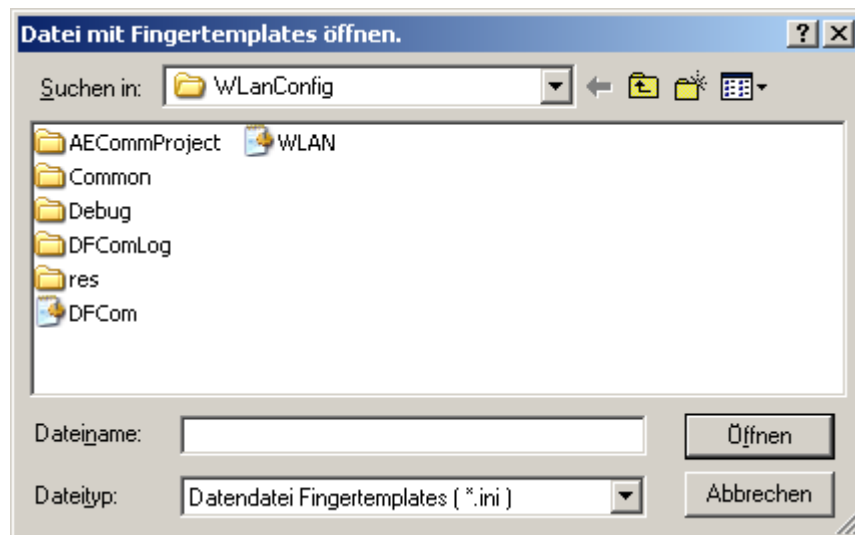 Datei mit Fingertemplates öffnen.
Suchen in: WLanConfig
AECommProject WLAN
Common
Debug
DFComLog
res
DFCom
Dateiname: Öffnen
Dateityp: Datendatei Fingertemplates ( *.ini ) Abbrechen